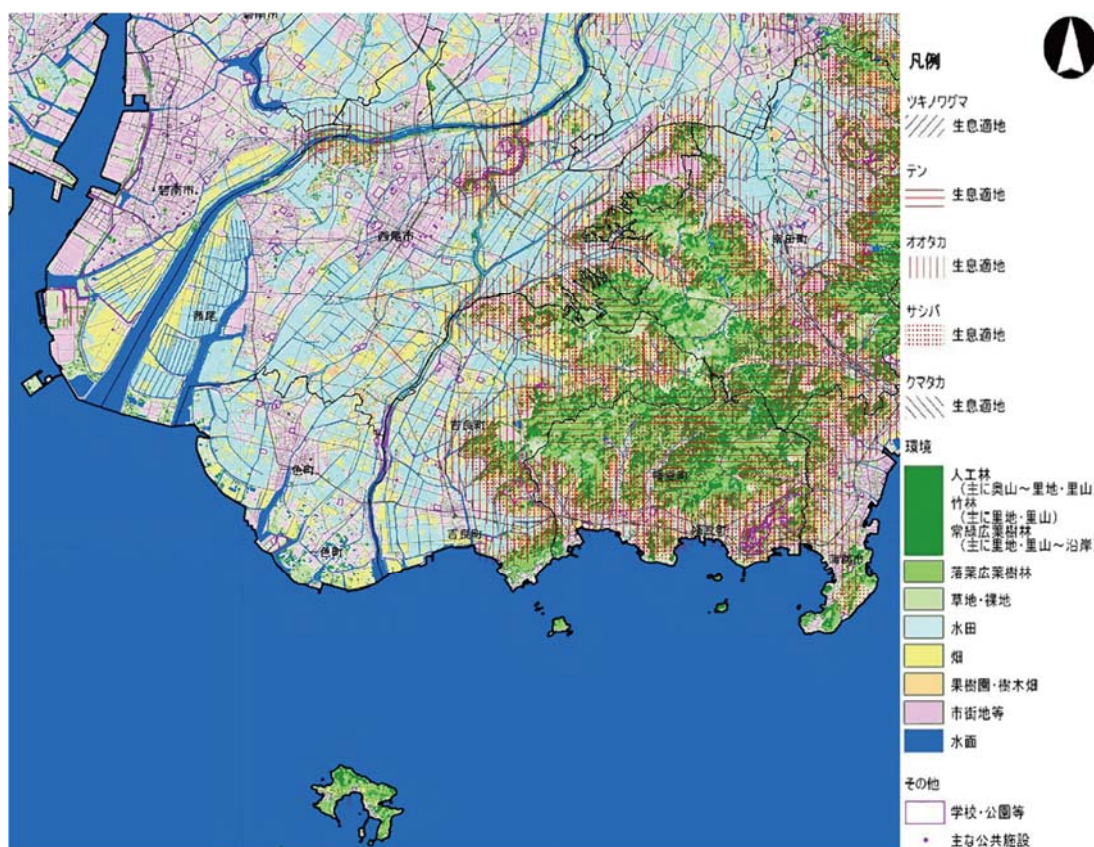 碧南市
西尾市
西尾
幸田町
吉良町
色町
吉良町
色町
凡例
ツキノワグマ
生息適地
テン
生息適地
オオタカ
生息適地
サシバ
生息適地
クマタカ
生息適地
環境
人工林
(主に奥山~里地・里山)
竹林
(主に里地・里山)
常緑広葉樹林
(主に里地・里山~沿岸)
落葉広葉樹林
草地・裸地
水田
畑
果樹園・樹木畑
市街地等
水面
その他
学校・公園等
主な公共施設